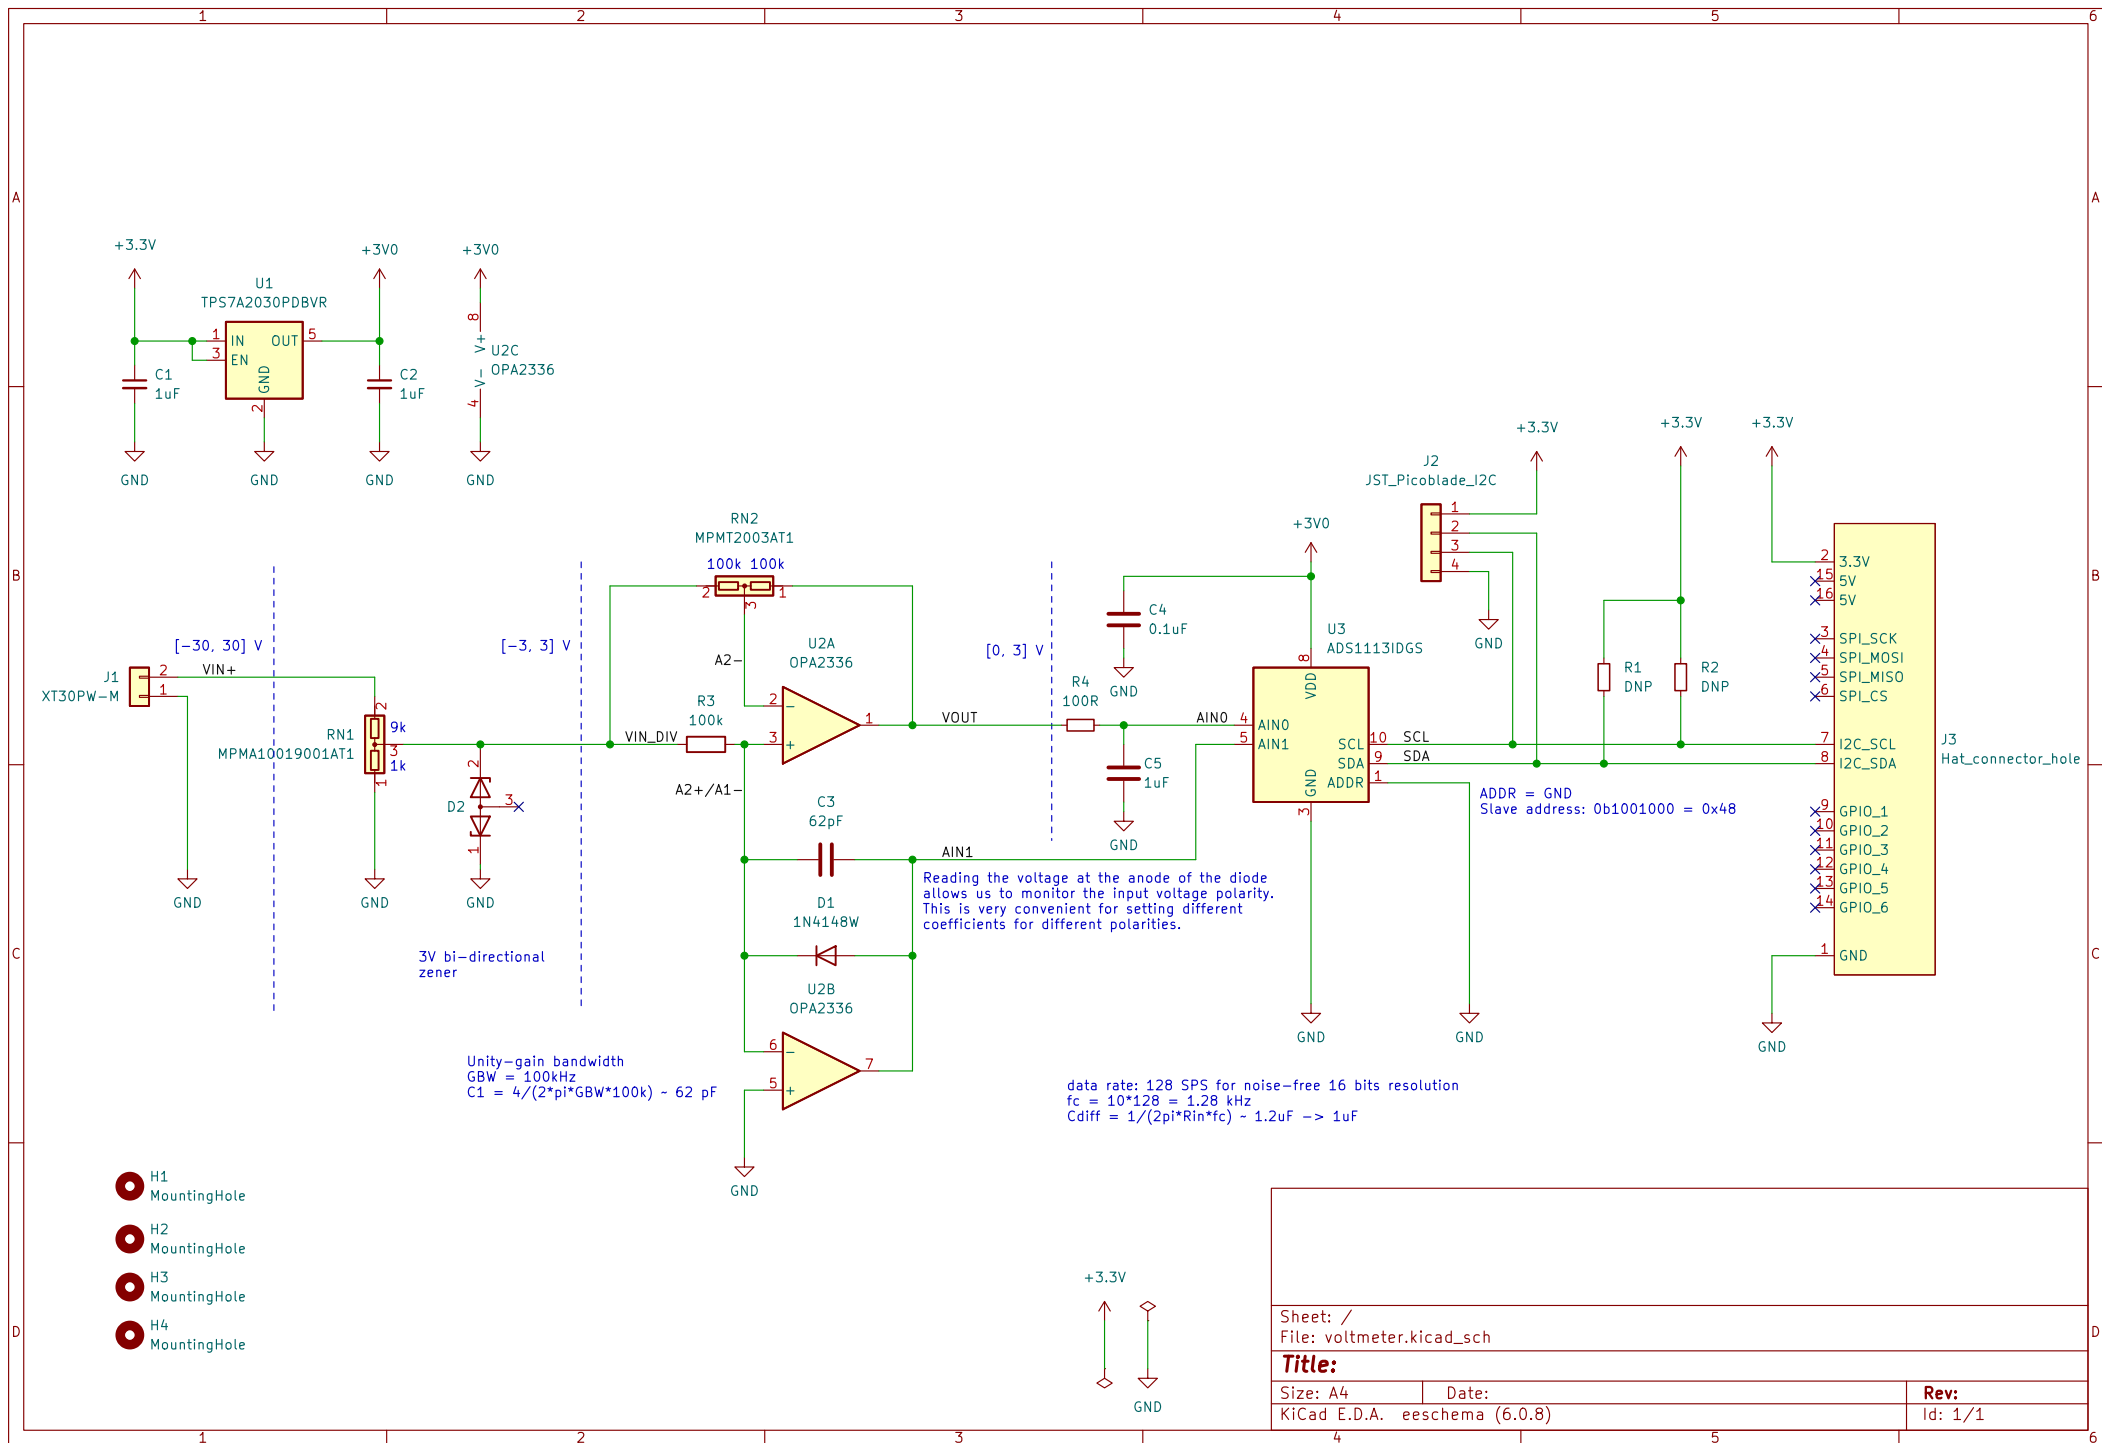 1 2 3 4 5 6
A A
B B
C C
D D
1 2 3 4 5 6
+3.3V
+3V0
+3V0
U1
TPS7A2030PDBVR
1 IN OUT 5
3 EN
GND
2
C1
1uF
C2
1uF
8
V+
U2C
OPA2336
V-
4
GND
GND
GND
GND
[-30, 30] V
[-3, 3] V
[0, 3] V
J1
XT30PW-M
2
1
VIN+
GND
RN1
MPMA10019001AT1
2
9k
3
1k
1
GND
D2
2
3
1
GND
3V bi-directional
zener
RN2
MPMT2003AT1
100k 100k
2 1
3
A2-
U2A
OPA2336
2 -
3 +
1
R3
100k
VIN_DIV
A2+/A1-
VOUT
C3
62pF
AIN1
Reading the voltage at the anode of the diode
allows us to monitor the input voltage polarity.
This is very convenient for setting different
coefficients for different polarities.
D1
1N4148W
U2B
OPA2336
6 -
5 +
7
GND
Unity-gain bandwidth
GBW = 100kHz
C1 = 4/(2*pi*GBW*100k) ~ 62 pF
R4
100R
AIN0
C4
0.1uF
GND
C5
1uF
GND
+3V0
U3
ADS1113IDGS
8
VDD
4 AIN0
5 AIN1
SCL 10
SDA 9
ADDR 1
GND
3
SCL
SDA
GND
GND
ADDR = GND
Slave address: 0b1001000 = 0x48
data rate: 128 SPS for noise-free 16 bits resolution
fc = 10*128 = 1.28 kHz
Cdiff = 1/(2pi*Rin*fc) ~ 1.2uF -> 1uF
J2
JST_Picoblade_I2C
1
2
3
4
GND
+3.3V
+3.3V
+3.3V
R1
DNP
R2
DNP
J3
Hat_connector_hole
2 3.3V
15 5V
16 5V
3 SPI_SCK
4 SPI_MOSI
5 SPI_MISO
6 SPI_CS
7 I2C_SCL
8 I2C_SDA
9 GPIO_1
10 GPIO_2
11 GPIO_3
12 GPIO_4
13 GPIO_5
14 GPIO_6
1 GND
GND
H1
MountingHole
H2
MountingHole
H3
MountingHole
H4
MountingHole
+3.3V
GND
Sheet: /
File: voltmeter.kicad_sch
Title:
Size: A4 Date: Rev:
KiCad E.D.A. eeschema (6.0.8) Id: 1/1